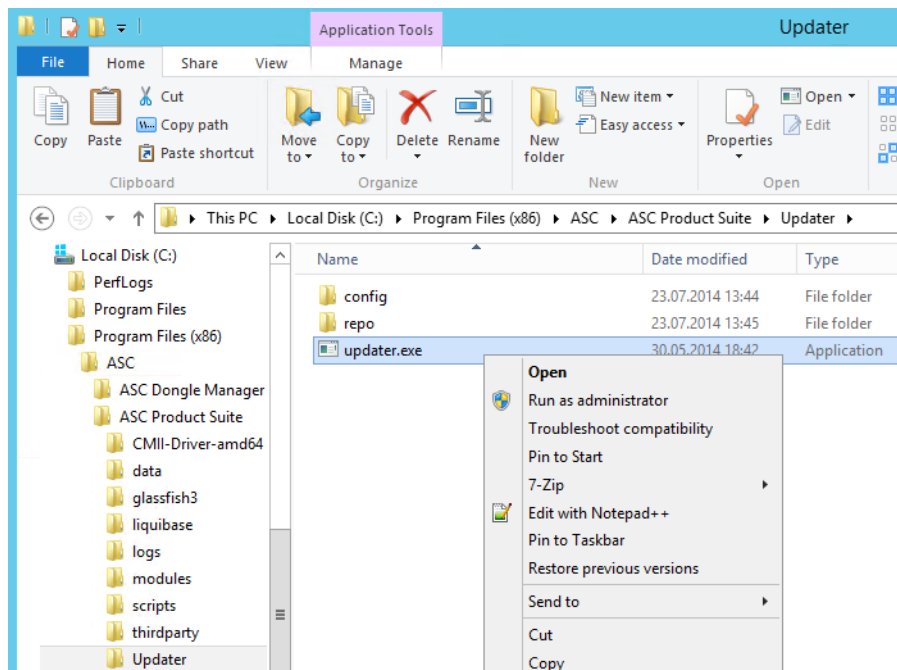 Application Tools
Updater
File
Home
Share
View
Manage
Copy
Paste
Cut
Copy path
Paste shortcut
Move to
Copy to
Delete
Rename
New folder
New item
Easy access
Properties
Open
Edit
Clipboard
Organize
New
Open
This PC
Local Disk (C:)
Program Files (x86)
ASC
ASC Product Suite
Updater
Local Disk (C:)
PerfLogs
Program Files
Program Files (x86)
ASC
ASC Dongle Manager
ASC Product Suite
CMII-Driver-amd64
data
glassfish3
liquibase
logs
modules
scripts
thirdparty
Updater
Name
Date modified
Type
config
23.07.2014 13:44
File folder
repo
23.07.2014 13:45
File folder
updater.exe
30.05.2014 18:42
Application
Open
Run as administrator
Troubleshoot compatibility
Pin to Start
7-Zip
Edit with Notepad++
Pin to Taskbar
Restore previous versions
Send to
Cut
Copy